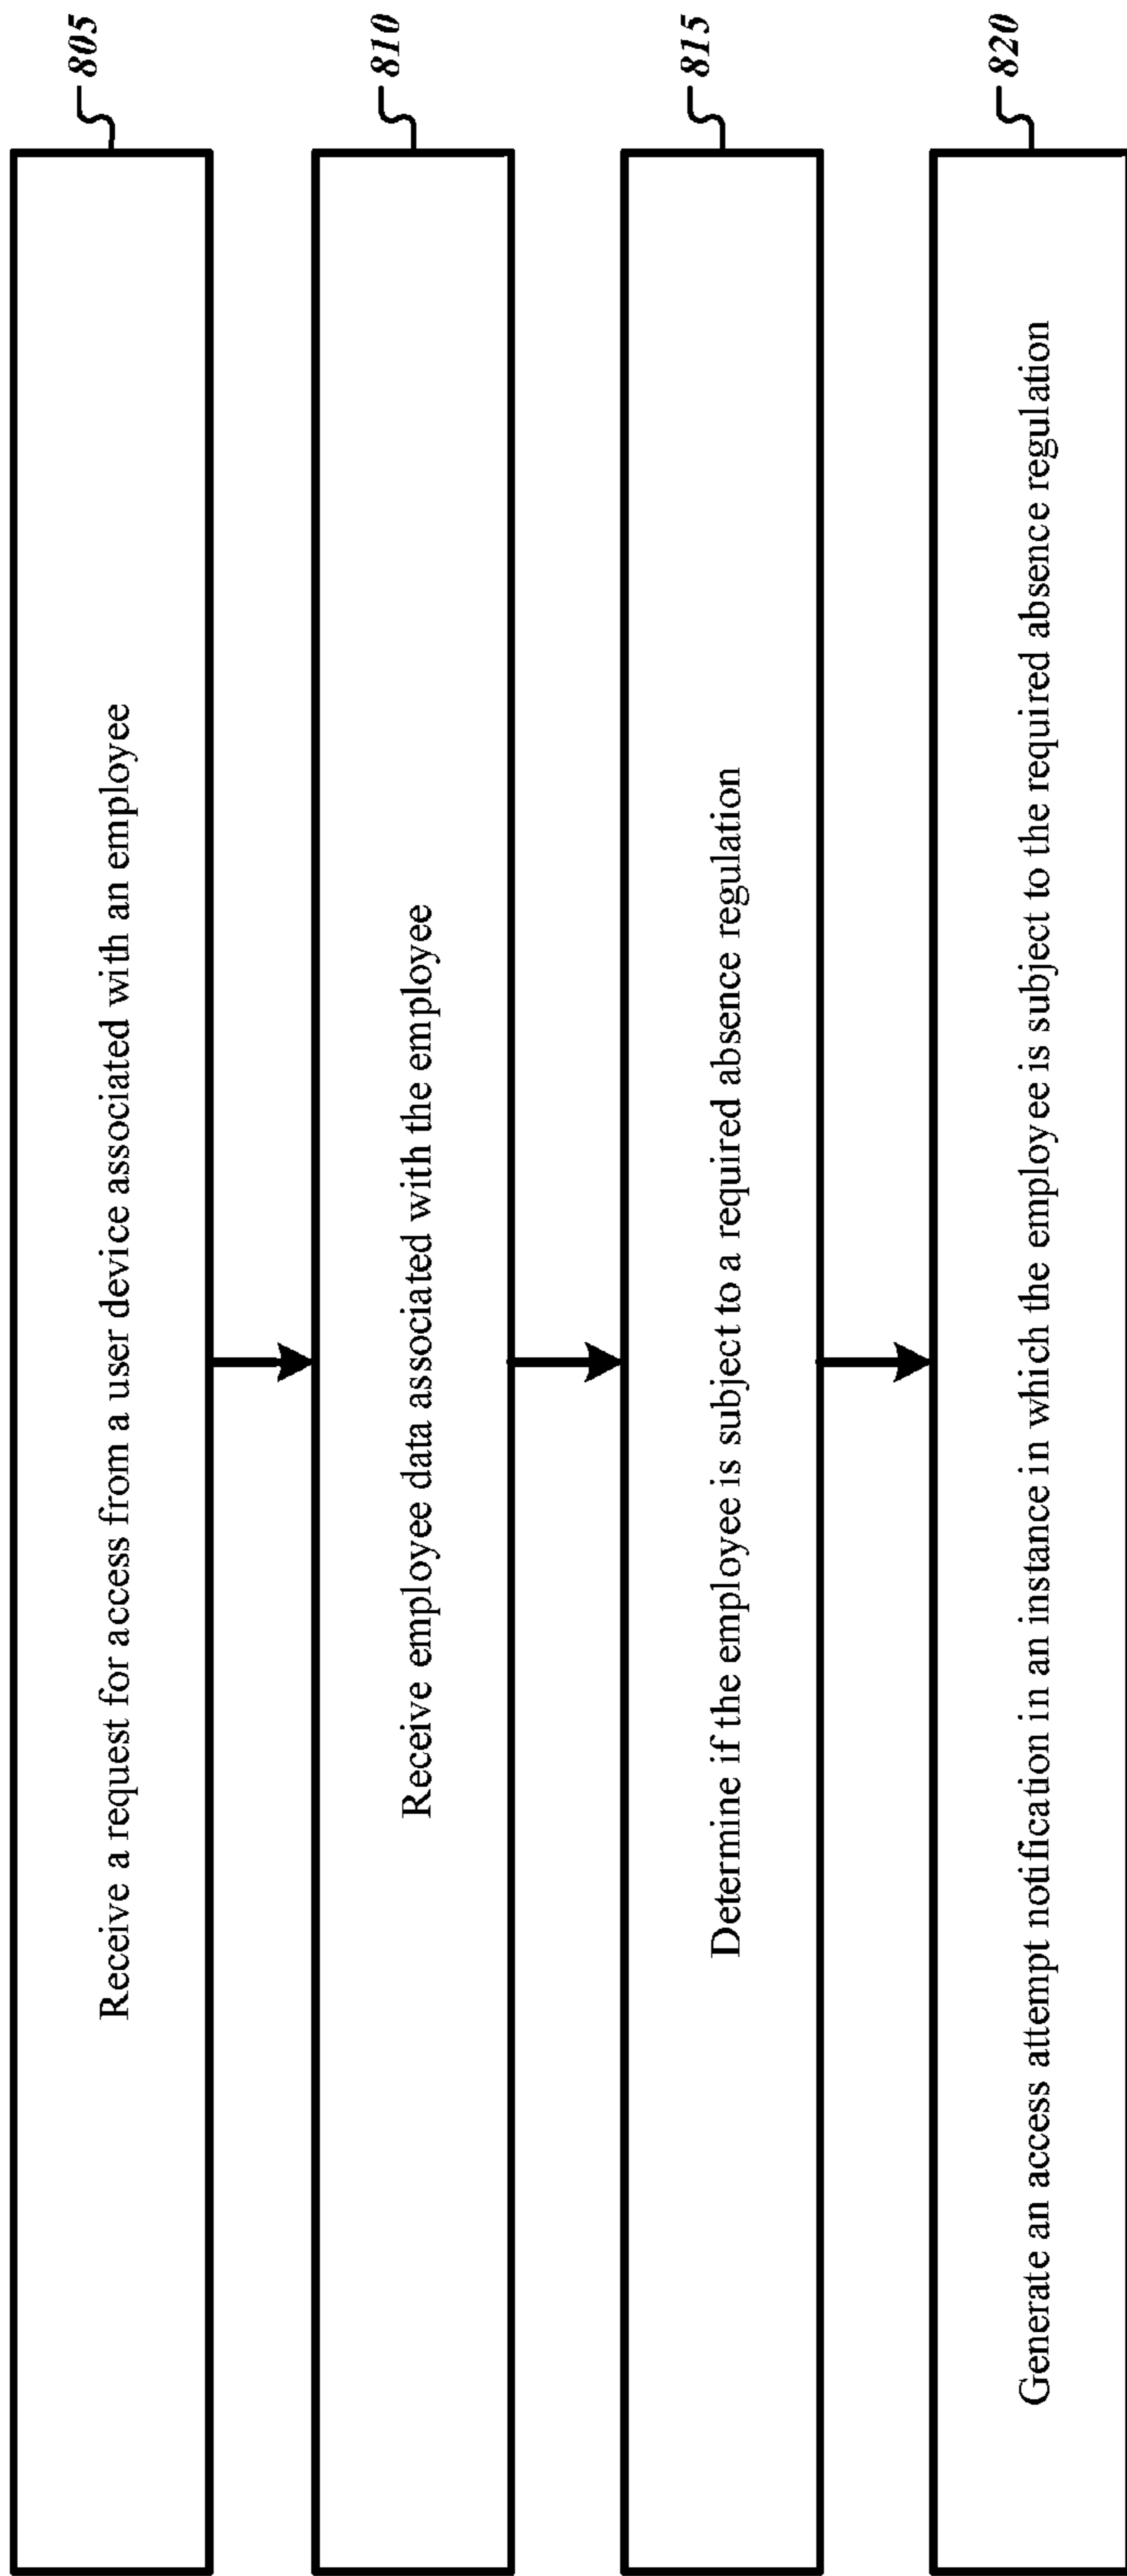 Receive a request for access from a user device associated with an employee
805
Receive employee data associated with the employee
810
Determine if the employee is subject to a required absence regulation
815
Generate an access attempt notification in an instance in which the employee is subject to the required absence regulation
820